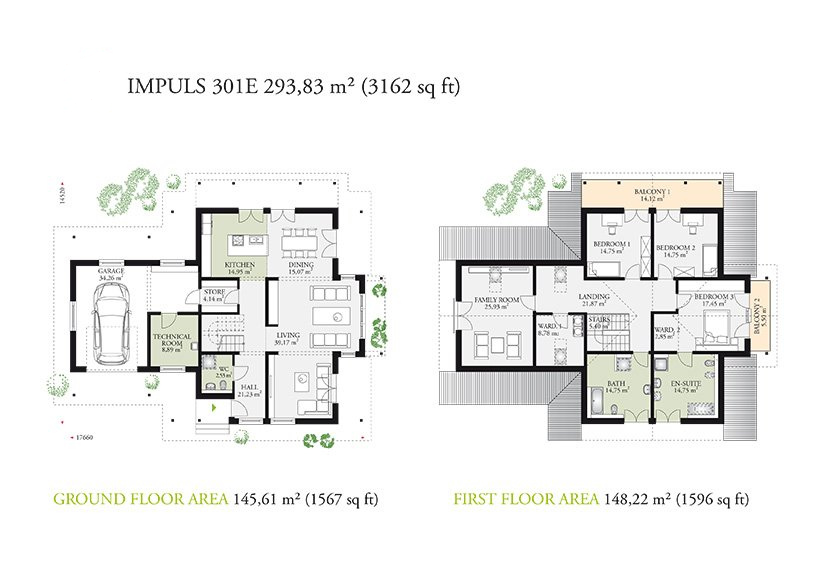 IMPULS 301E 293,83 m² (3162 sq ft)
14520
KITCHEN
14,95 m²
DINING
15,07 m²
GARAGE
34,26 m²
STORE
4,14 m²
LIVING
39,17 m²
TECHNICAL
ROOM
8,89 m²
WC
2,55 m²
HALL
21,23 m²
17660
BALCONY 1
14,12 m²
BEDROOM 1
14,75 m²
BEDROOM 2
14,75 m²
FAMILY ROOM
25,93 m²
LANDING
21,87 m²
BEDROOM 3
17,45 m²
BALCONY 2
5,50 m²
WARD. 1
8,78 m²
STAIRS
5,40 m²
WARD. 2
2,85 m²
BATH
14,75 m²
EN-SUITE
14,75 m²
GROUND FLOOR AREA 145,61 m² (1567 sq ft)
FIRST FLOOR AREA 148,22 m² (1596 sq ft)